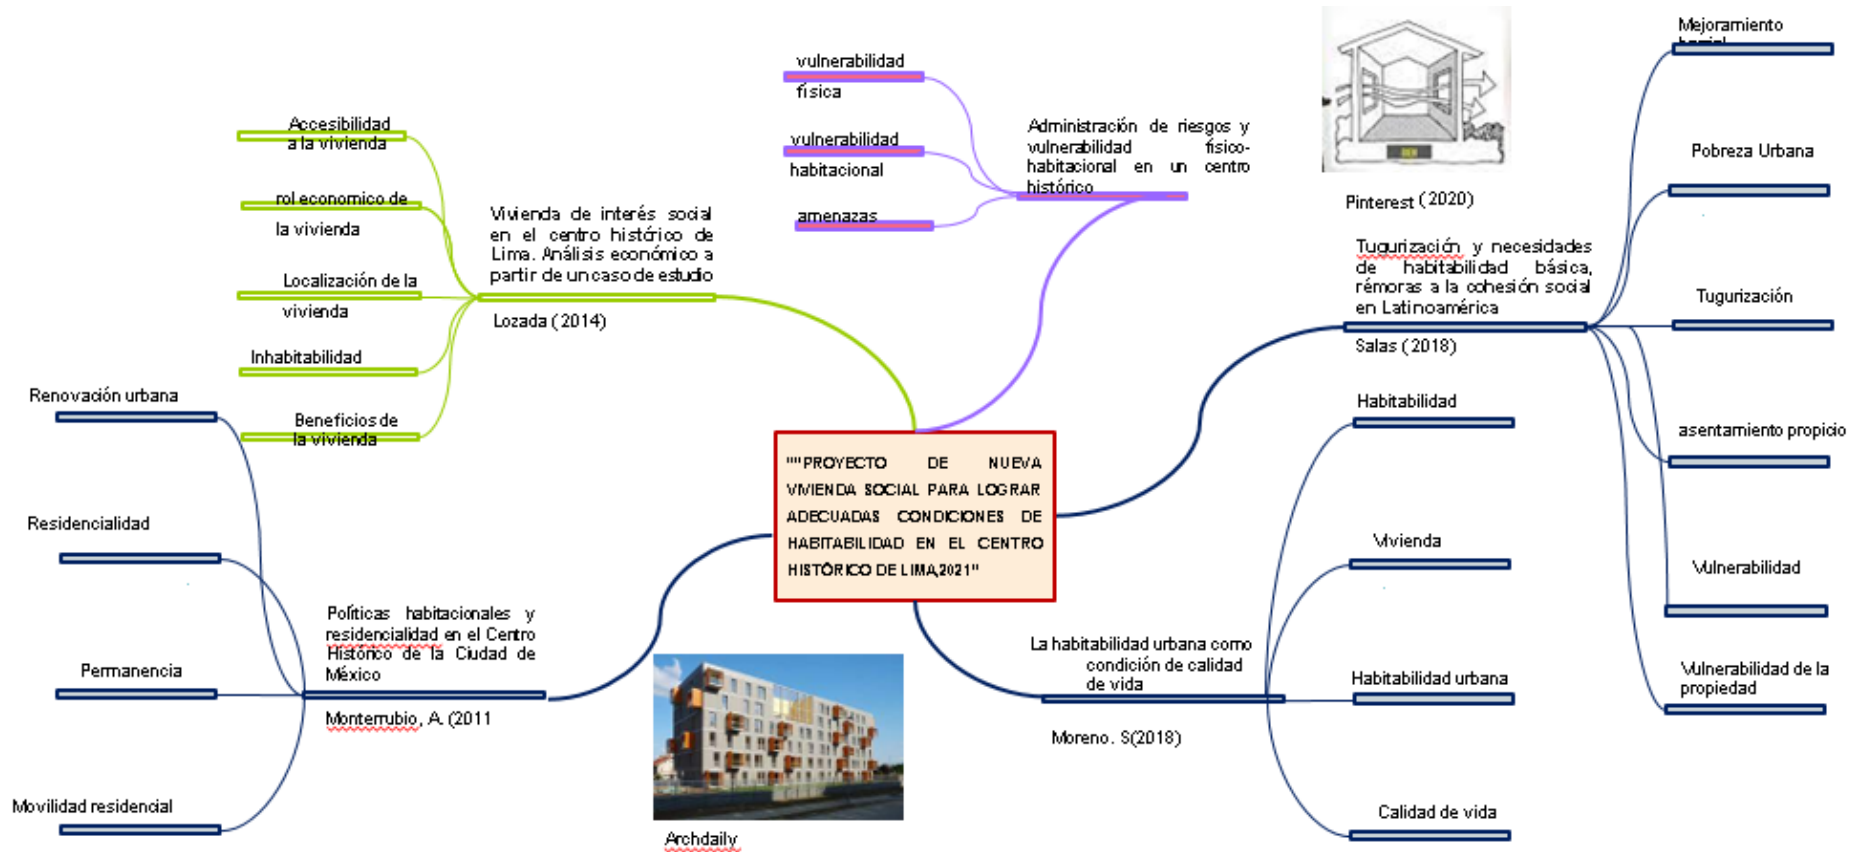 vulnerabilidad
física
vulnerabilidad
habitacional
amenazas
Administración de riesgos y
vulnerabilidad físico-
habitacional en un centro
histórico
Accesibilidad
a la vivienda
rol economico de
la vivienda
Localización de la
vivienda
Inhabitabilidad
Beneficios de
la vivienda
Vivienda de interés social
en el centro histórico de
Lima. Análisis económico a
partir de un caso de estudio
Lozada (2014)
Pinterest (2020)
Tugurización y necesidades
de habitabilidad básica,
rémoras a la cohesión social
en Latinoamérica
Salas (2018)
Mejoramiento
barrial
Pobreza Urbana
Tugurización
asentamiento propicio
Vulnerabilidad
Vulnerabilidad de la
propiedad
""PROYECTO DE NUEVA
VIVIENDA SOCIAL PARA LOGRAR
ADECUADAS CONDICIONES DE
HABITABILIDAD EN EL CENTRO
HISTÓRICO DE LIMA,2021"
Renovación urbana
Residencialidad
Permanencia
Movilidad residencial
Políticas habitacionales y
residencialidad en el Centro
Histórico de la Ciudad de
México
Monterrubio, A. (2011
Archdaily
La habitabilidad urbana como
condición de calidad
de vida
Moreno. S(2018)
Habitabilidad
Vivienda
Habitabilidad urbana
Calidad de vida